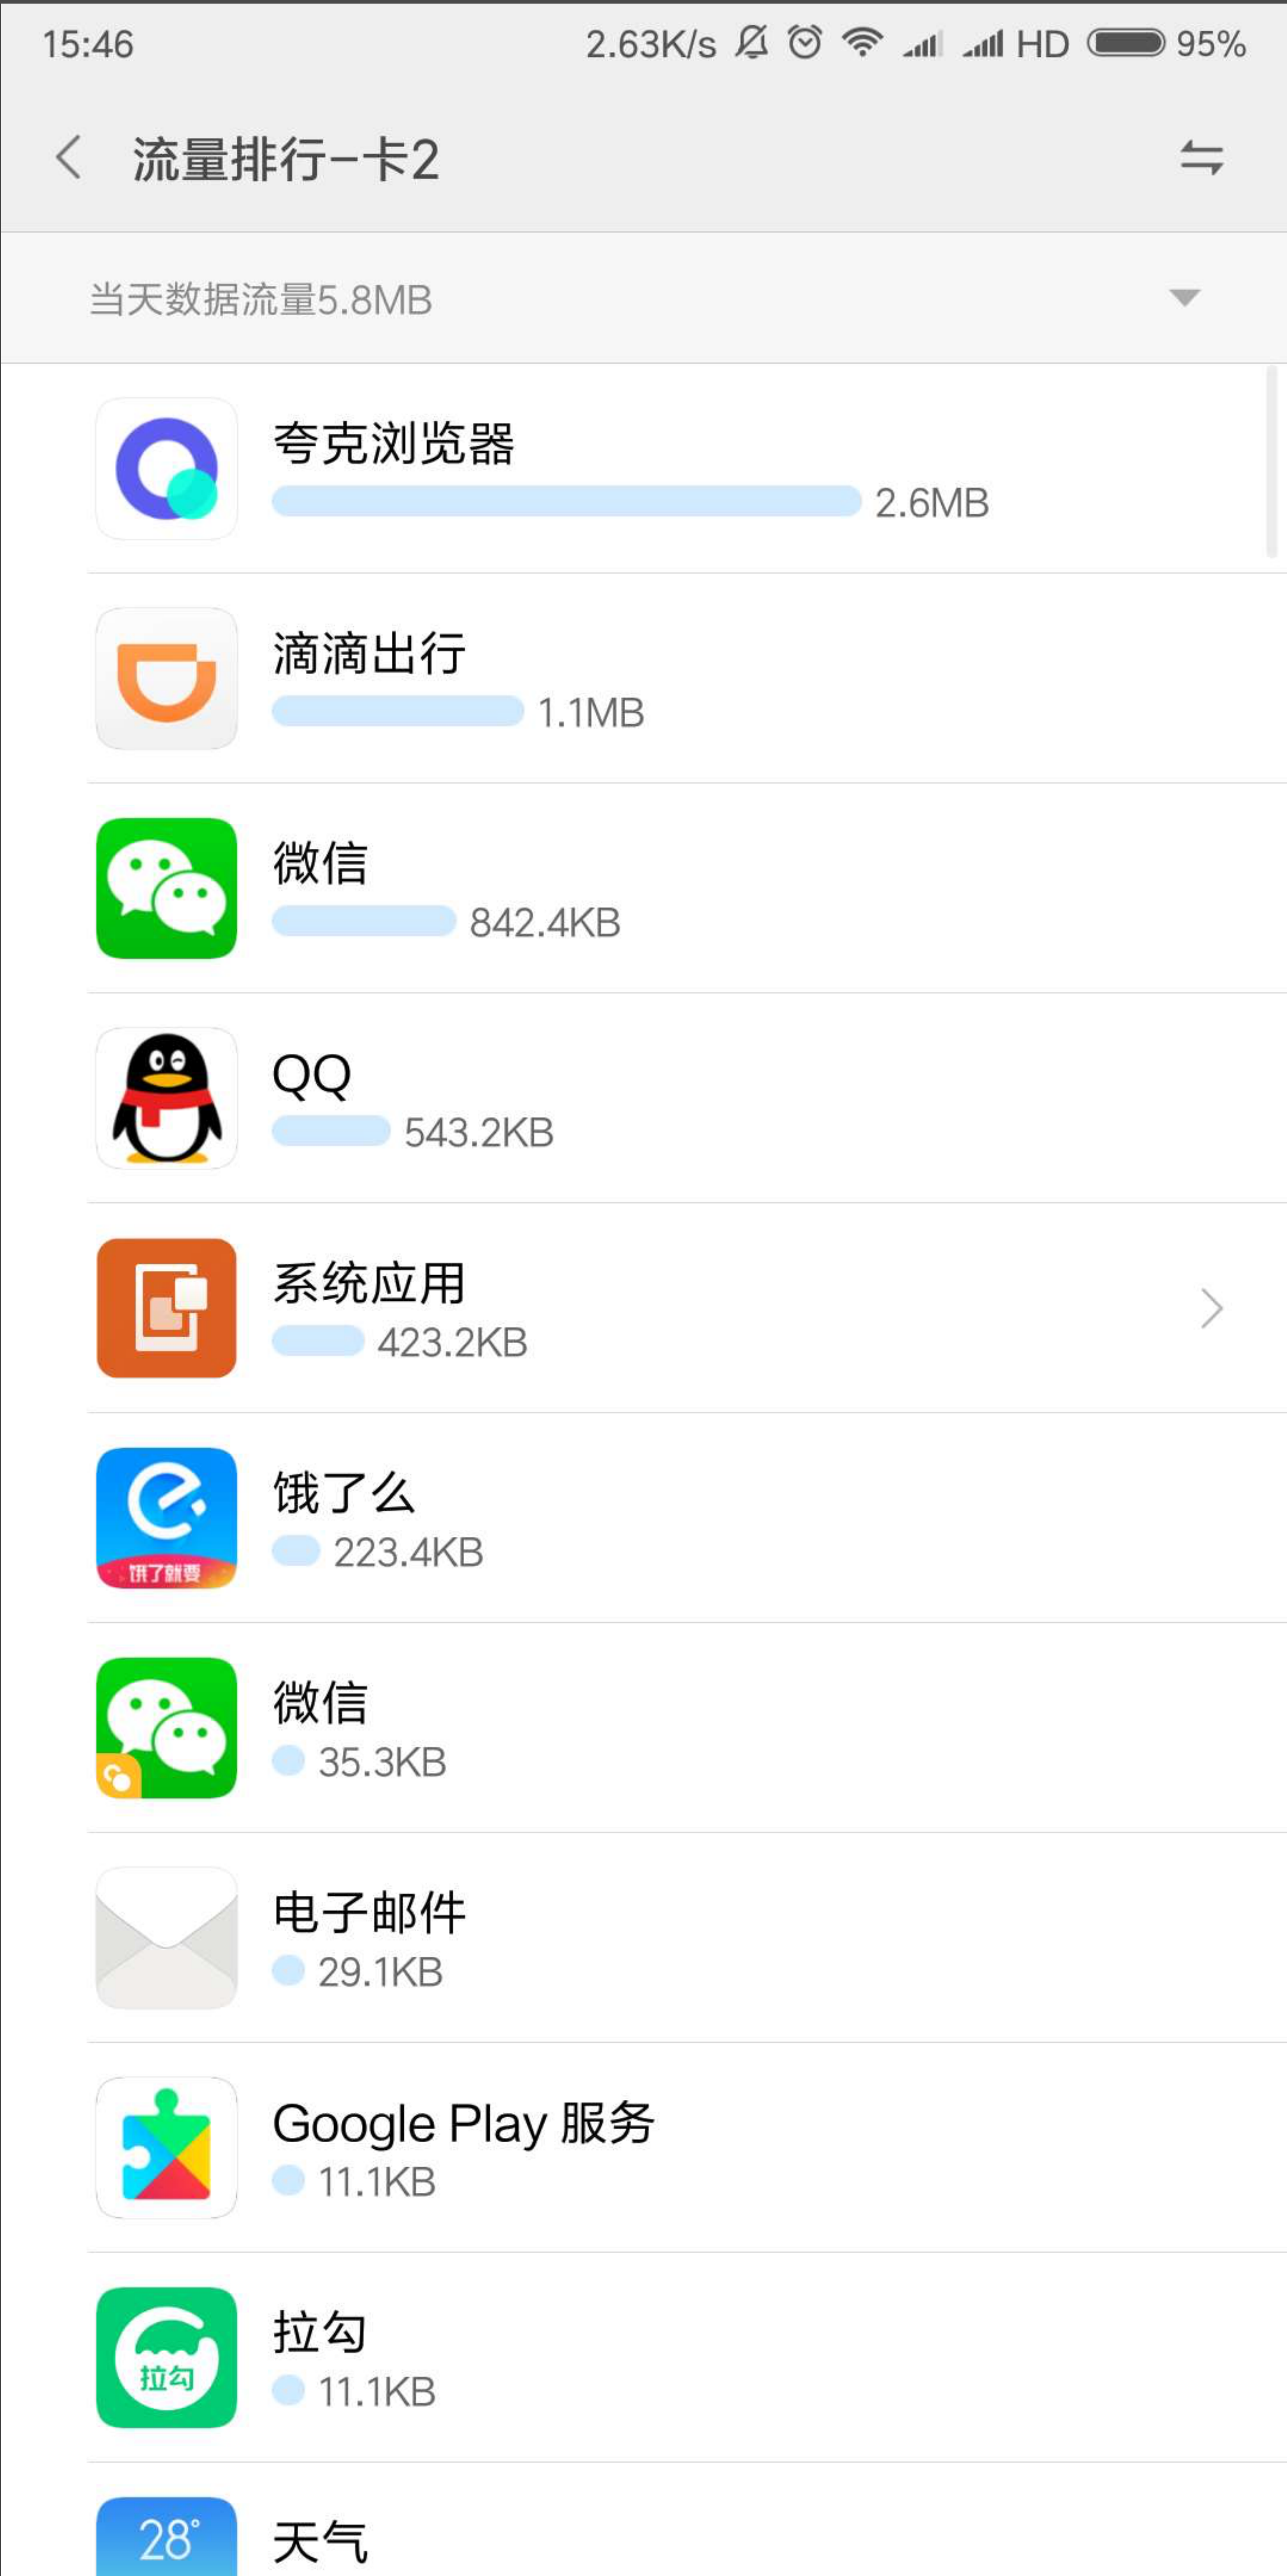 15:46 2.63K/s HD 95%
流量排行-卡2
当天数据流量5.8MB
夸克浏览器
2.6MB
滴滴出行
1.1MB
微信
842.4KB
QQ
543.2KB
系统应用
423.2KB
饿了么
饿了就要
223.4KB
微信
35.3KB
电子邮件
29.1KB
Google Play 服务
11.1KB
拉勾
拉勾
11.1KB
28°
天气